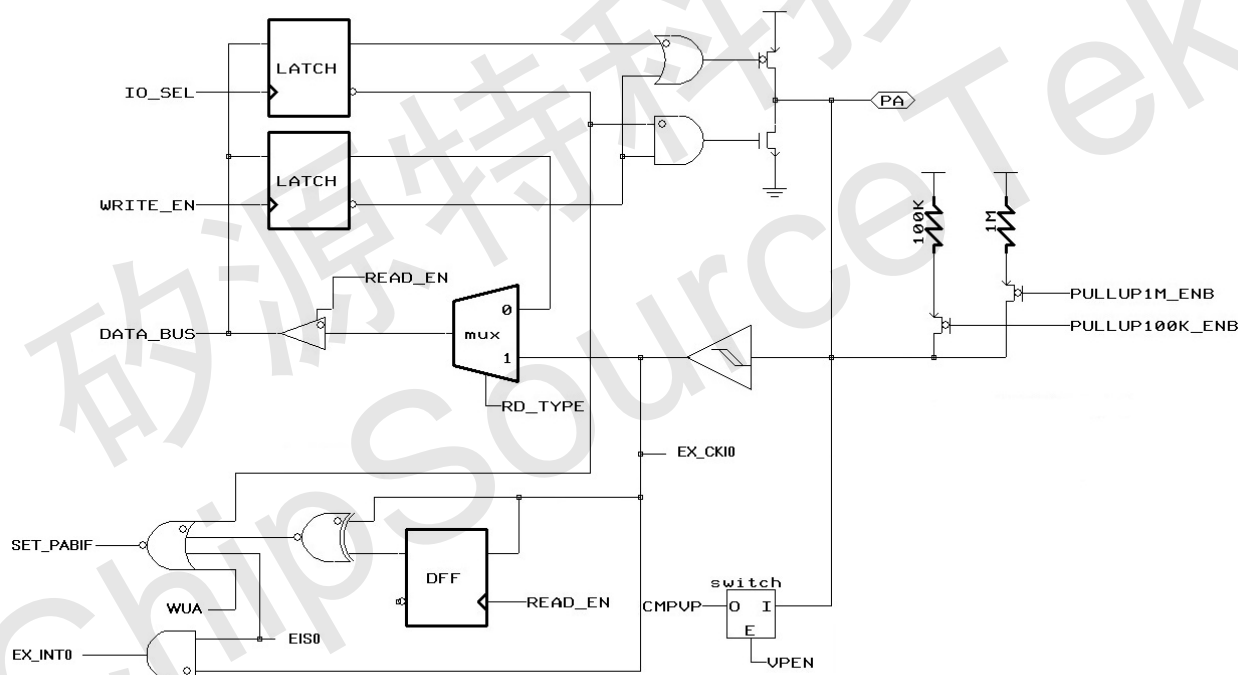 矽源特科技
ChipSourceTek
LATCH
IO_SEL
PA
LATCH
WRITE_EN
100K
1M
READ_EN
PULLUP1M_ENB
DATA_BUS
0
mux
1
PULLUP100K_ENB
RD_TYPE
EX_CKI0
SET_PABIF
DFF
READ_EN
switch
CMPVP
O I
E
WUA
EIS0
VPEN
EX_INT0